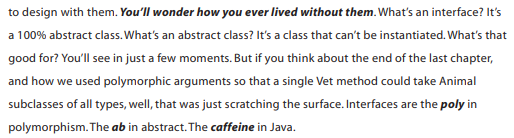 to design with them. You'll wonder how you ever lived without them. What's an interface? It's
a 100% abstract class. What's an abstract class? It's a class that can't be instantiated. What's that
good for? You'll see in just a few moments. But if you think about the end of the last chapter,
and how we used polymorphic arguments so that a single Vet method could take Animal
subclasses of all types, well, that was just scratching the surface. Interfaces are the poly in
polymorphism. The ab in abstract. The caffeine in Java.